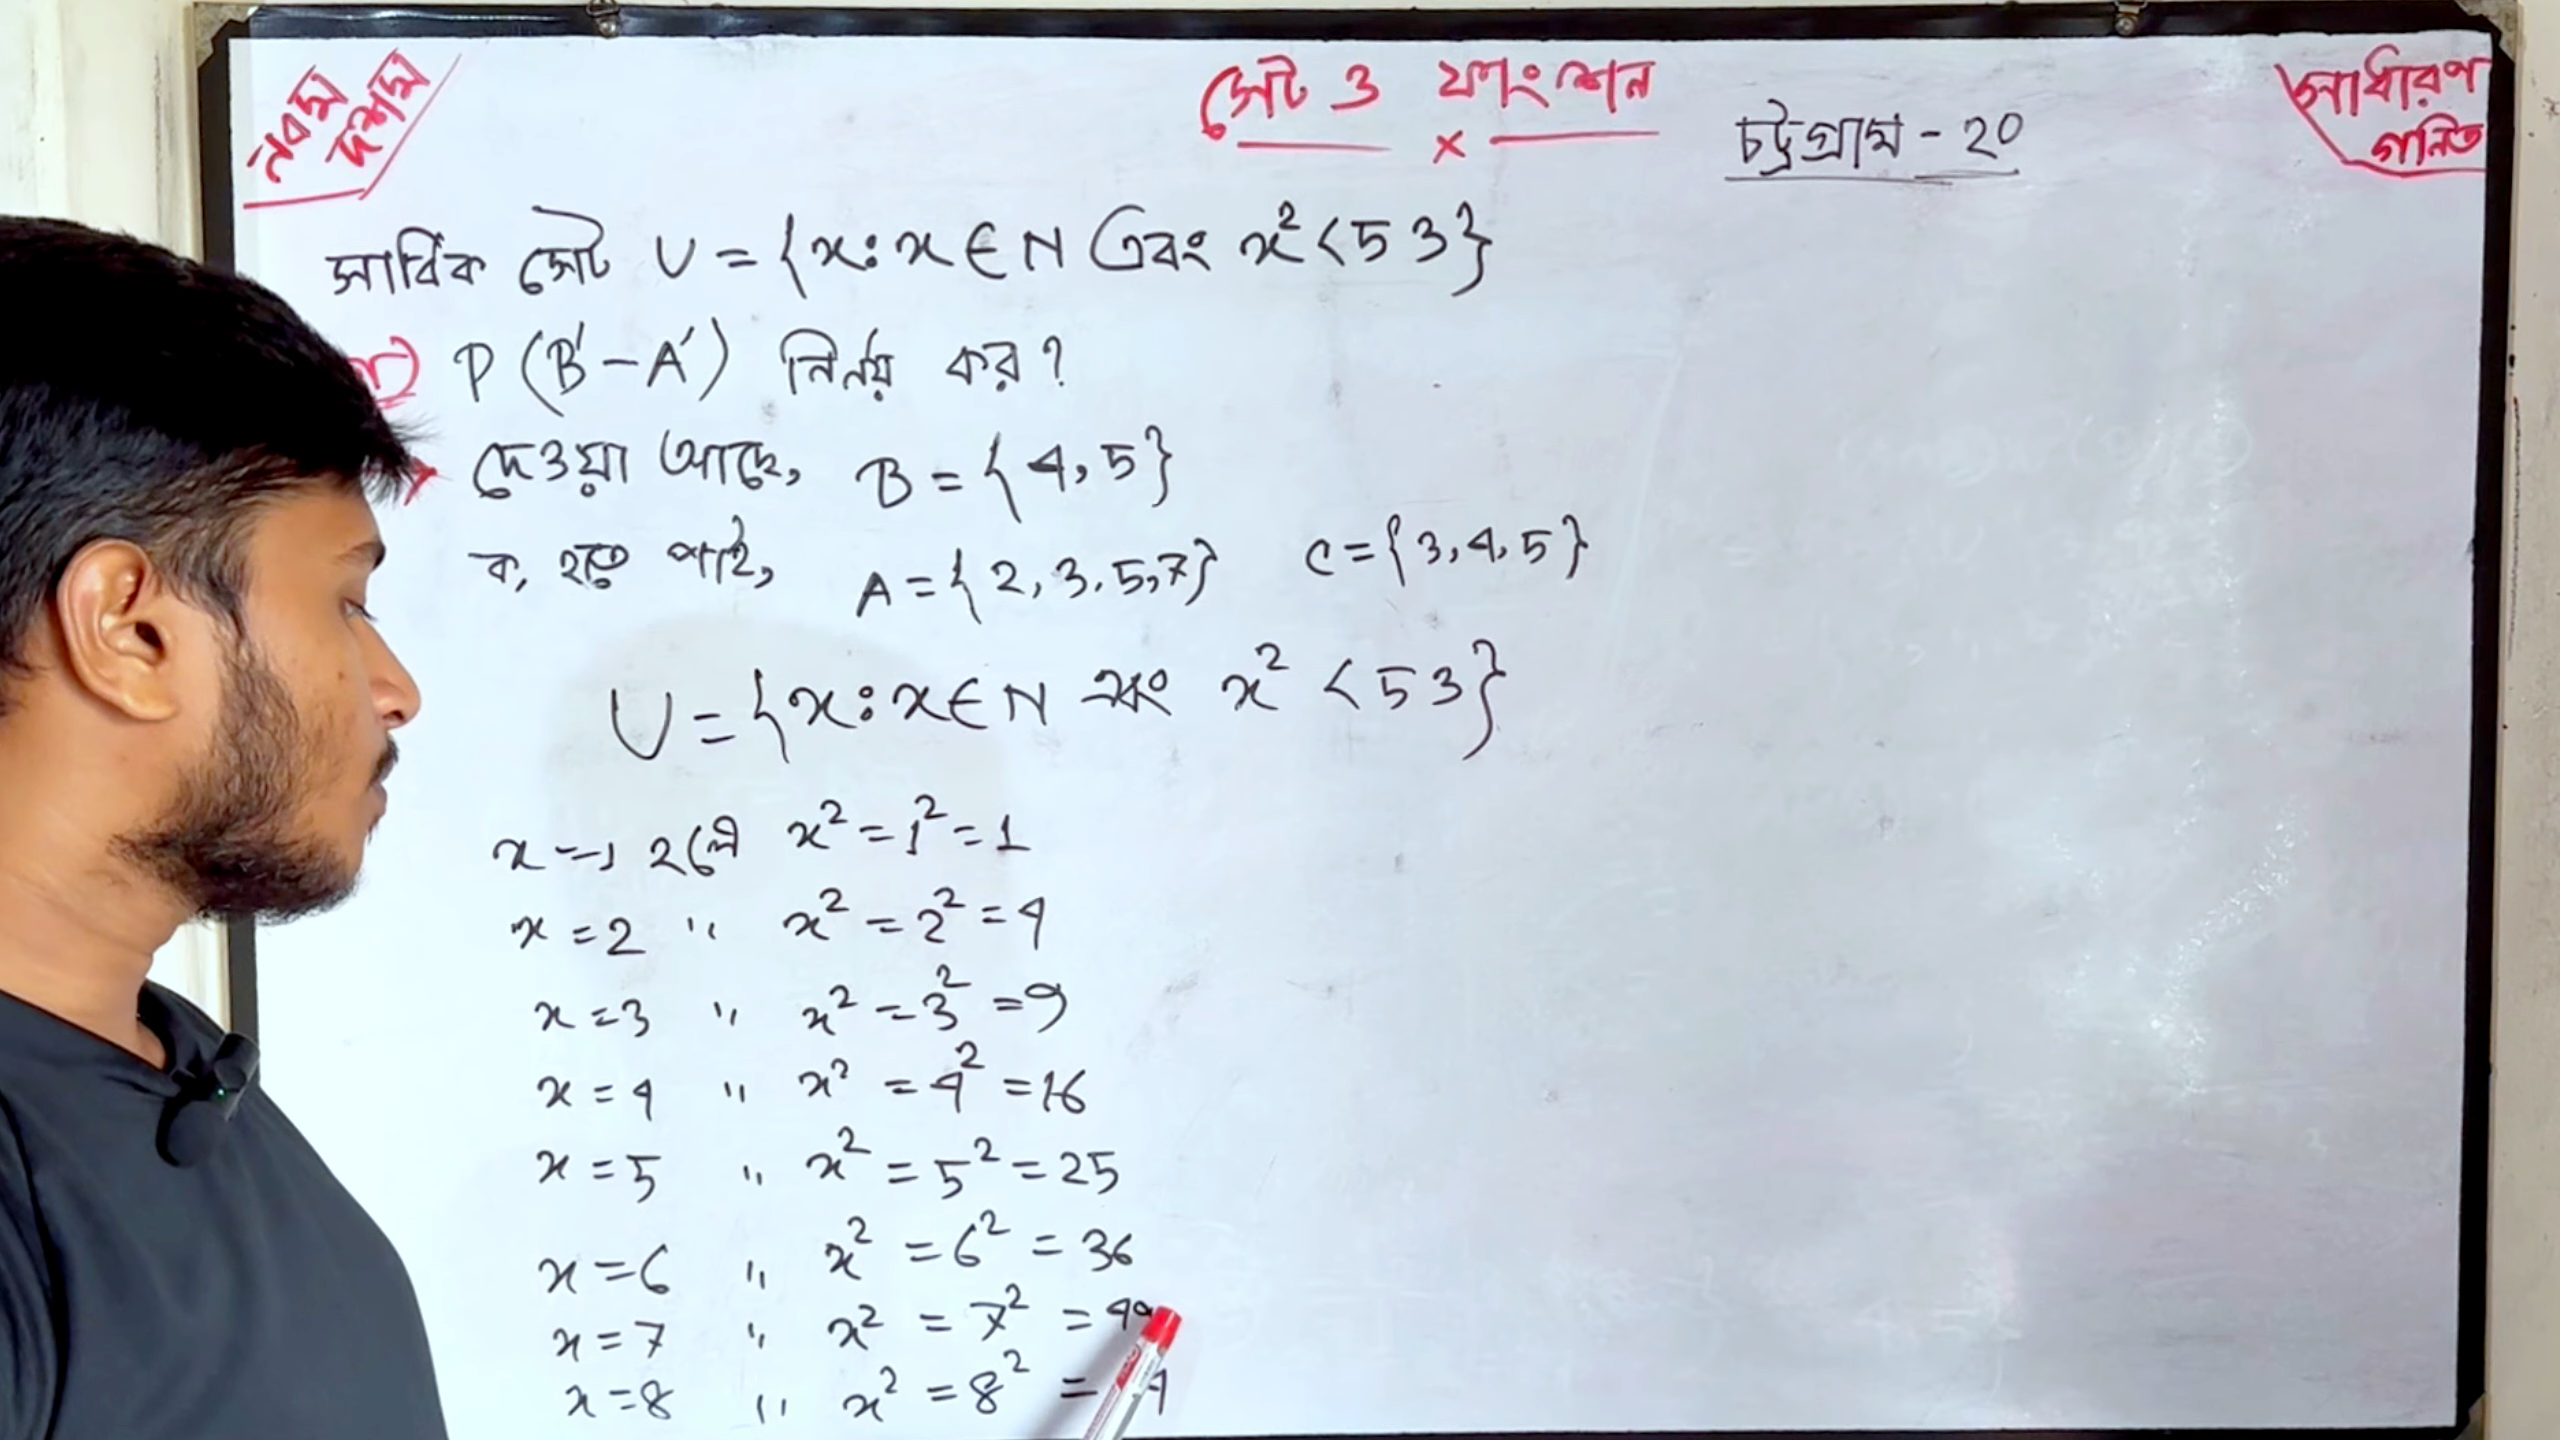 নবম
দশম
সেট ও ফাংশন
×
চট্রগ্রাম - 20
সাধারণ
গনিত
সার্বিক সেট U = {x : x ∈ N এবং x² < 53}
P (B' - A') নির্নয় কর ?
দেওয়া আছে, B = {4, 5}
ক, হতে পাই, A = {2, 3, 5, 7} C = {3, 4, 5}
U = {x : x ∈ N এবং x² < 53}
x = 1 হলে x² = 1² = 1
x = 2 " x² = 2² = 4
x = 3 " x² = 3² = 9
x = 4 " x² = 4² = 16
x = 5 " x² = 5² = 25
x = 6 " x² = 6² = 36
x = 7 " x² = 7² = 49
x = 8 " x² = 8² =